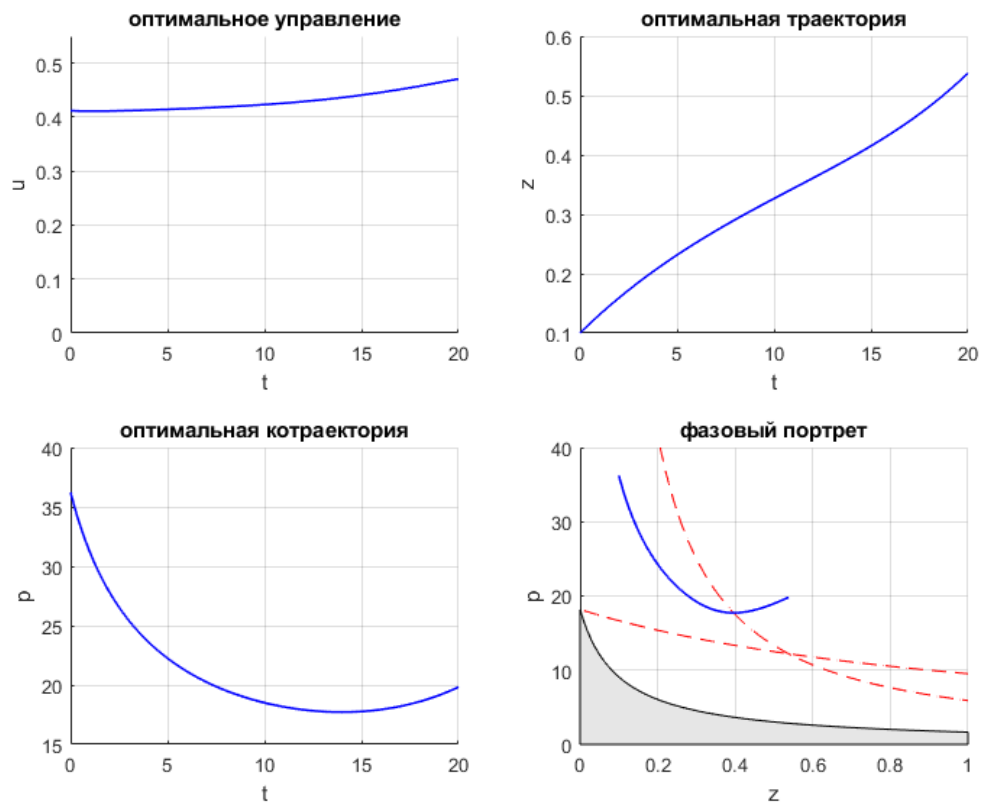 оптимальное управление
0.5
0.4
0.3
0.2
0.1
0
u
0 5 10 15 20
t
оптимальная траектория
0.6
0.5
0.4
0.3
0.2
0.1
z
0 5 10 15 20
t
оптимальная котраектория
40
35
30
25
20
15
p
0 5 10 15 20
t
фазовый портрет
40
30
20
10
0
p
0 0.2 0.4 0.6 0.8 1
z